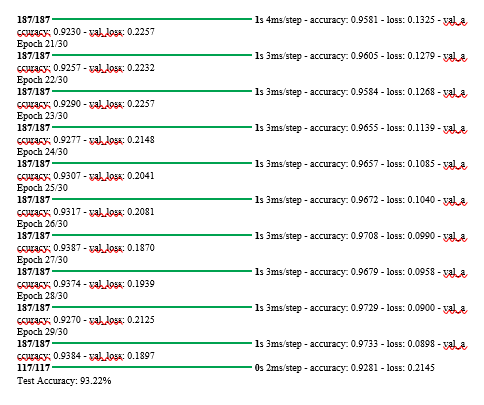 187/187 1s 4ms/step - accuracy: 0.9581 - loss: 0.1325 - val_a
ccuracy: 0.9230 - val_loss: 0.2257
Epoch 21/30
187/187 1s 3ms/step - accuracy: 0.9605 - loss: 0.1279 - val_a
ccuracy: 0.9257 - val_loss: 0.2232
Epoch 22/30
187/187 1s 3ms/step - accuracy: 0.9584 - loss: 0.1268 - val_a
ccuracy: 0.9290 - val_loss: 0.2257
Epoch 23/30
187/187 1s 3ms/step - accuracy: 0.9655 - loss: 0.1139 - val_a
ccuracy: 0.9277 - val_loss: 0.2148
Epoch 24/30
187/187 1s 3ms/step - accuracy: 0.9657 - loss: 0.1085 - val_a
ccuracy: 0.9307 - val_loss: 0.2041
Epoch 25/30
187/187 1s 3ms/step - accuracy: 0.9672 - loss: 0.1040 - val_a
ccuracy: 0.9317 - val_loss: 0.2081
Epoch 26/30
187/187 1s 3ms/step - accuracy: 0.9708 - loss: 0.0990 - val_a
ccuracy: 0.9387 - val_loss: 0.1870
Epoch 27/30
187/187 1s 3ms/step - accuracy: 0.9679 - loss: 0.0958 - val_a
ccuracy: 0.9374 - val_loss: 0.1939
Epoch 28/30
187/187 1s 3ms/step - accuracy: 0.9729 - loss: 0.0900 - val_a
ccuracy: 0.9270 - val_loss: 0.2125
Epoch 29/30
187/187 1s 3ms/step - accuracy: 0.9733 - loss: 0.0898 - val_a
ccuracy: 0.9384 - val_loss: 0.1897
117/117 0s 2ms/step - accuracy: 0.9281 - loss: 0.2145
Test Accuracy: 93.22%